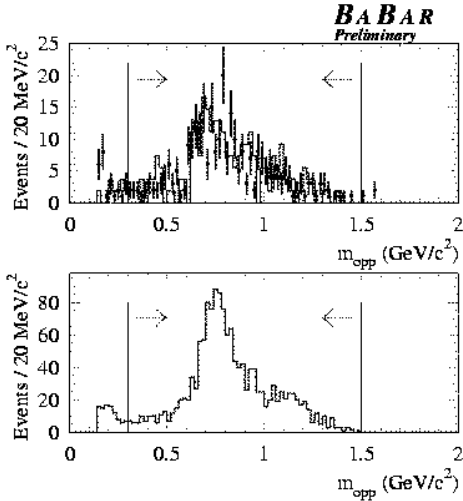 BABAR
Preliminary
Events / 20 MeV/c²
25
20
15
10
5
0
0 0.5 1 1.5 2
m_opp (GeV/c²)
Events / 20 MeV/c²
80
60
40
20
0
0 0.5 1 1.5 2
m_opp (GeV/c²)